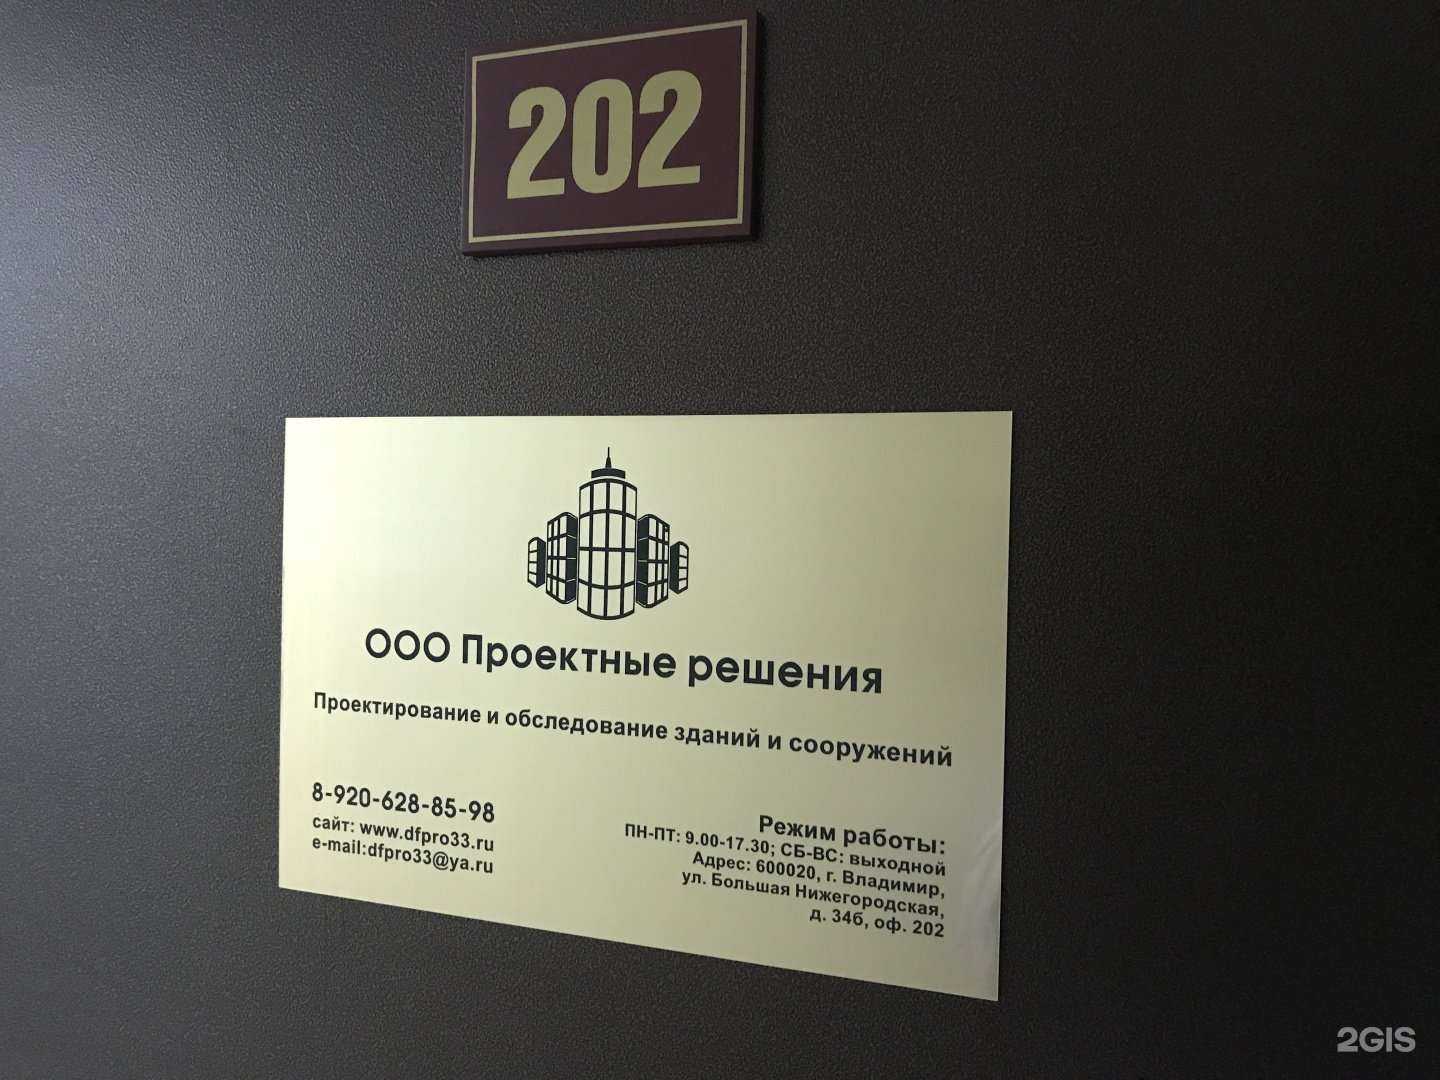 202
ООО Проектные решения
Проектирование и обследование зданий и сооружений
8-920-628-85-98
сайт: www.dfpro33.ru
e-mail:dfpro33@ya.ru
Режим работы:
ПН-ПТ: 9.00-17.30; СБ-ВС: выходной
Адрес: 600020, г. Владимир,
ул. Большая Нижегородская,
д. 34б, оф. 202
2GIS